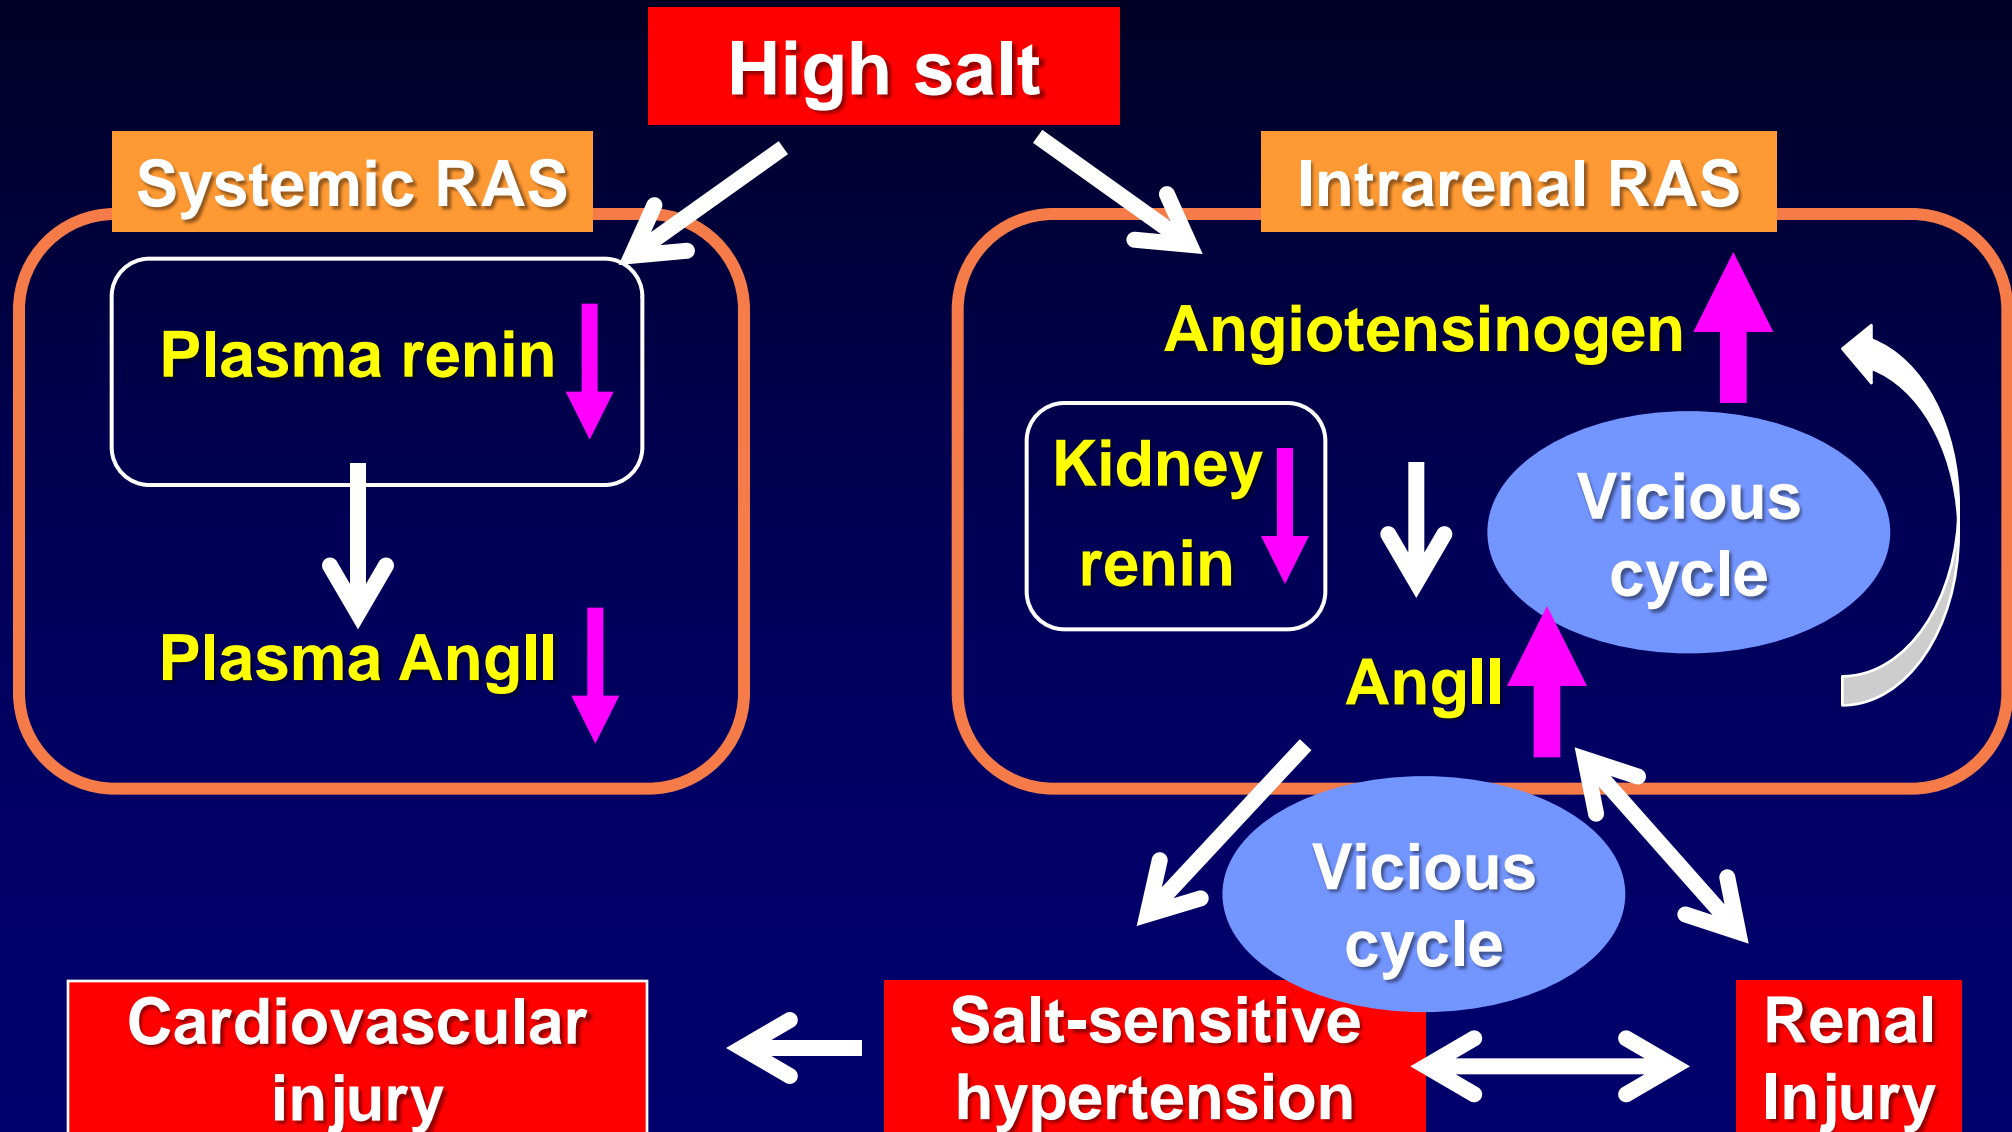 High salt
Systemic RAS
Plasma renin
Plasma AngII
Intrarenal RAS
Angiotensinogen
Kidney
renin
Vicious
cycle
AngII
Vicious
cycle
Cardiovascular
injury
Salt-sensitive
hypertension
Renal
Injury